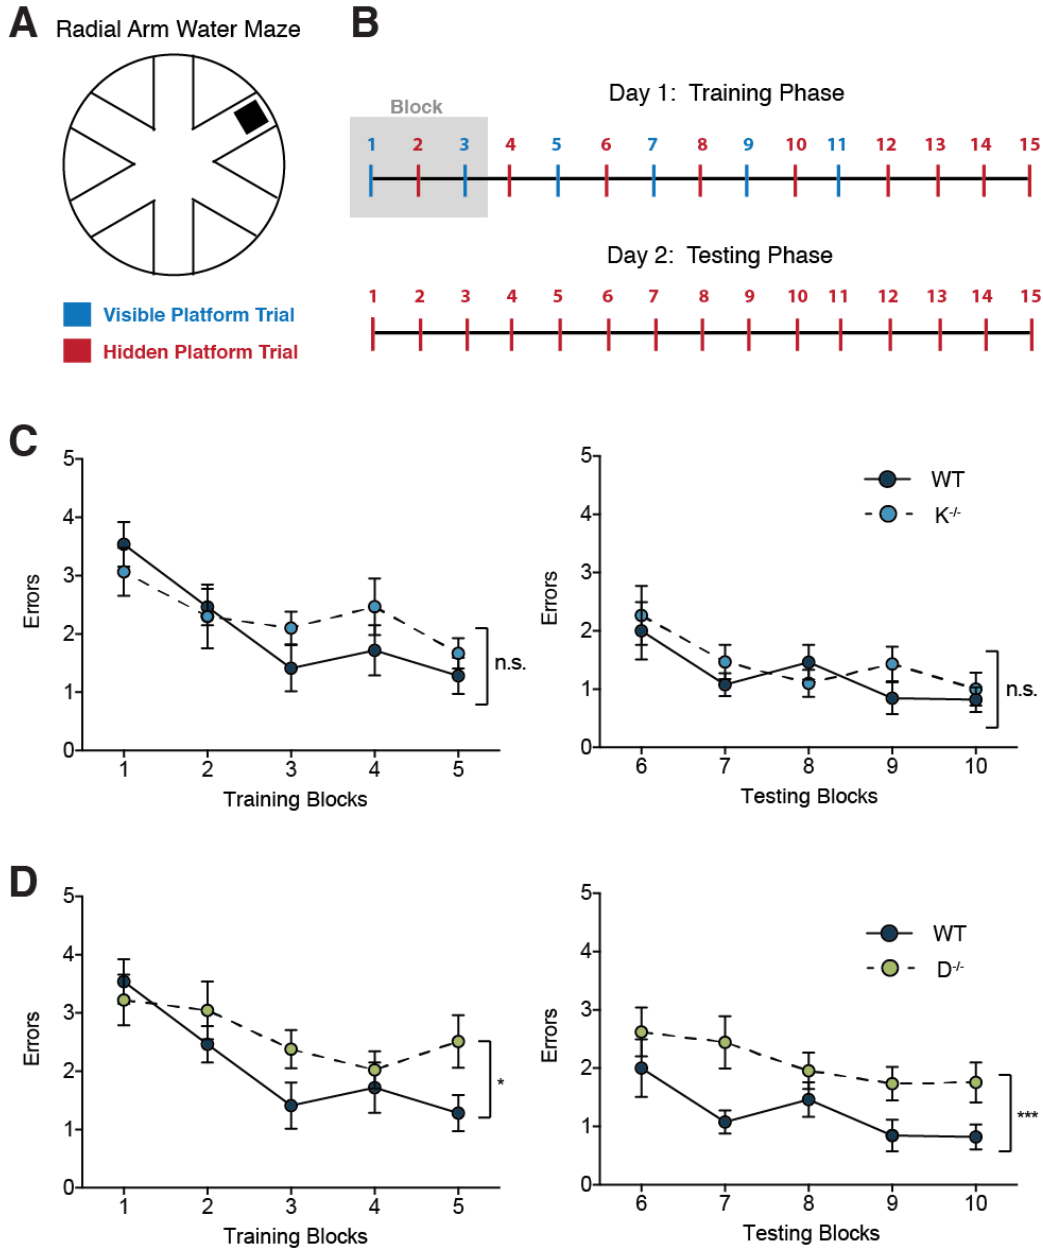 A
Radial Arm Water Maze
Visible Platform Trial
Hidden Platform Trial
B
Day 1:  Training Phase
Block
1 2 3 4 5 6 7 8 9 10 11 12 13 14 15
Day 2:  Testing Phase
1 2 3 4 5 6 7 8 9 10 11 12 13 14 15
C
5
4
3
2
1
0
Errors
1 2 3 4 5
Training Blocks
n.s.
5
4
3
2
1
0
Errors
6 7 8 9 10
Testing Blocks
WT
K-/-
n.s.
D
5
4
3
2
1
0
Errors
1 2 3 4 5
Training Blocks
*
5
4
3
2
1
0
Errors
6 7 8 9 10
Testing Blocks
WT
D-/-
***